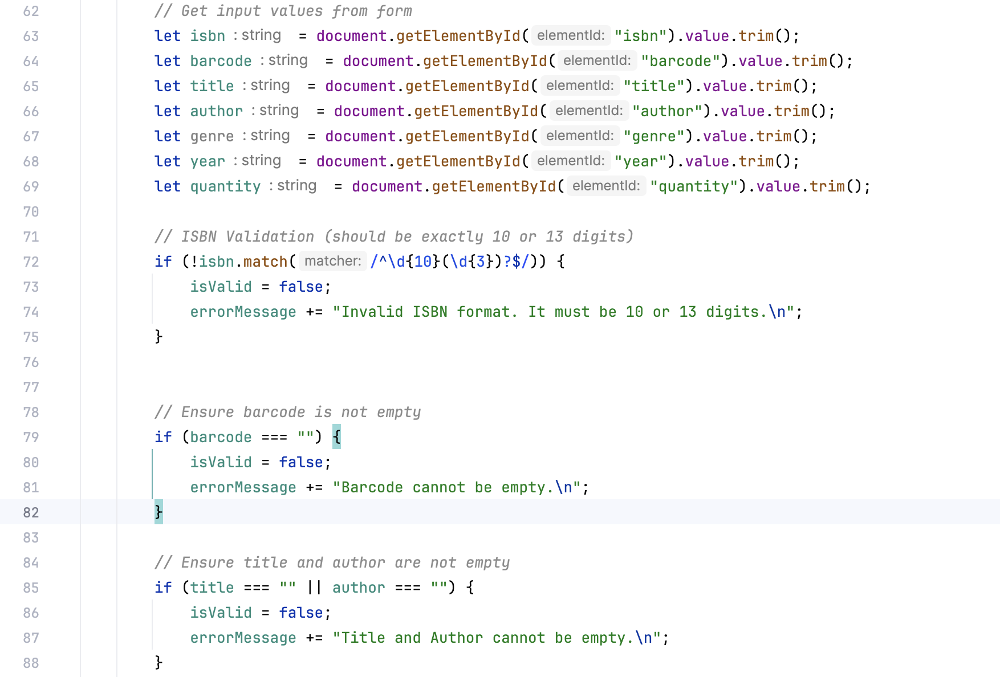 62 // Get input values from form
63 let isbn : string = document.getElementById( elementId: "isbn").value.trim();
64 let barcode : string = document.getElementById( elementId: "barcode").value.trim();
65 let title : string = document.getElementById( elementId: "title").value.trim();
66 let author : string = document.getElementById( elementId: "author").value.trim();
67 let genre : string = document.getElementById( elementId: "genre").value.trim();
68 let year : string = document.getElementById( elementId: "year").value.trim();
69 let quantity : string = document.getElementById( elementId: "quantity").value.trim();
70
71 // ISBN Validation (should be exactly 10 or 13 digits)
72 if (!isbn.match( matcher: /^\d{10}(\d{3})?$/)) {
73 isValid = false;
74 errorMessage += "Invalid ISBN format. It must be 10 or 13 digits.\n";
75 }
76
77
78 // Ensure barcode is not empty
79 if (barcode === "") {
80 isValid = false;
81 errorMessage += "Barcode cannot be empty.\n";
82 }
83
84 // Ensure title and author are not empty
85 if (title === "" || author === "") {
86 isValid = false;
87 errorMessage += "Title and Author cannot be empty.\n";
88 }